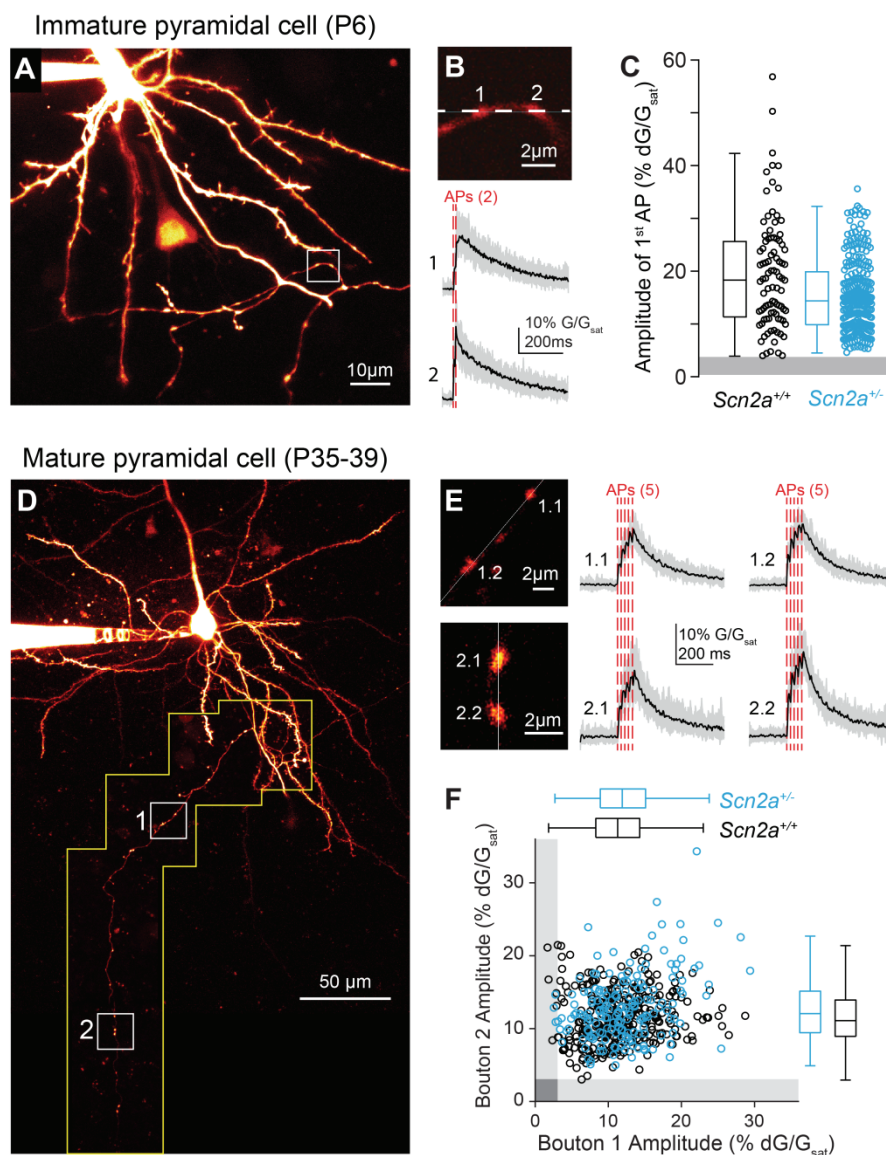 Immature pyramidal cell (P6)
A
10µm
B
1 2
2µm
APs (2)
1
10% G/Gsat
200ms
2
C
Amplitude of 1st AP (% dG/Gsat)
60
40
20
0
Scn2a+/+ Scn2a+/-
Mature pyramidal cell (P35-39)
D
1
50 µm
2
E
1.1
1.2
2µm
2.1
2.2
2µm
APs (5)
APs (5)
1.1
1.2
10% G/Gsat
200 ms
2.1
2.2
F
Scn2a+/-
Scn2a+/+
Bouton 2 Amplitude (% dG/Gsat)
30
20
10
0
0 10 20 30
Bouton 1 Amplitude (% dG/Gsat)